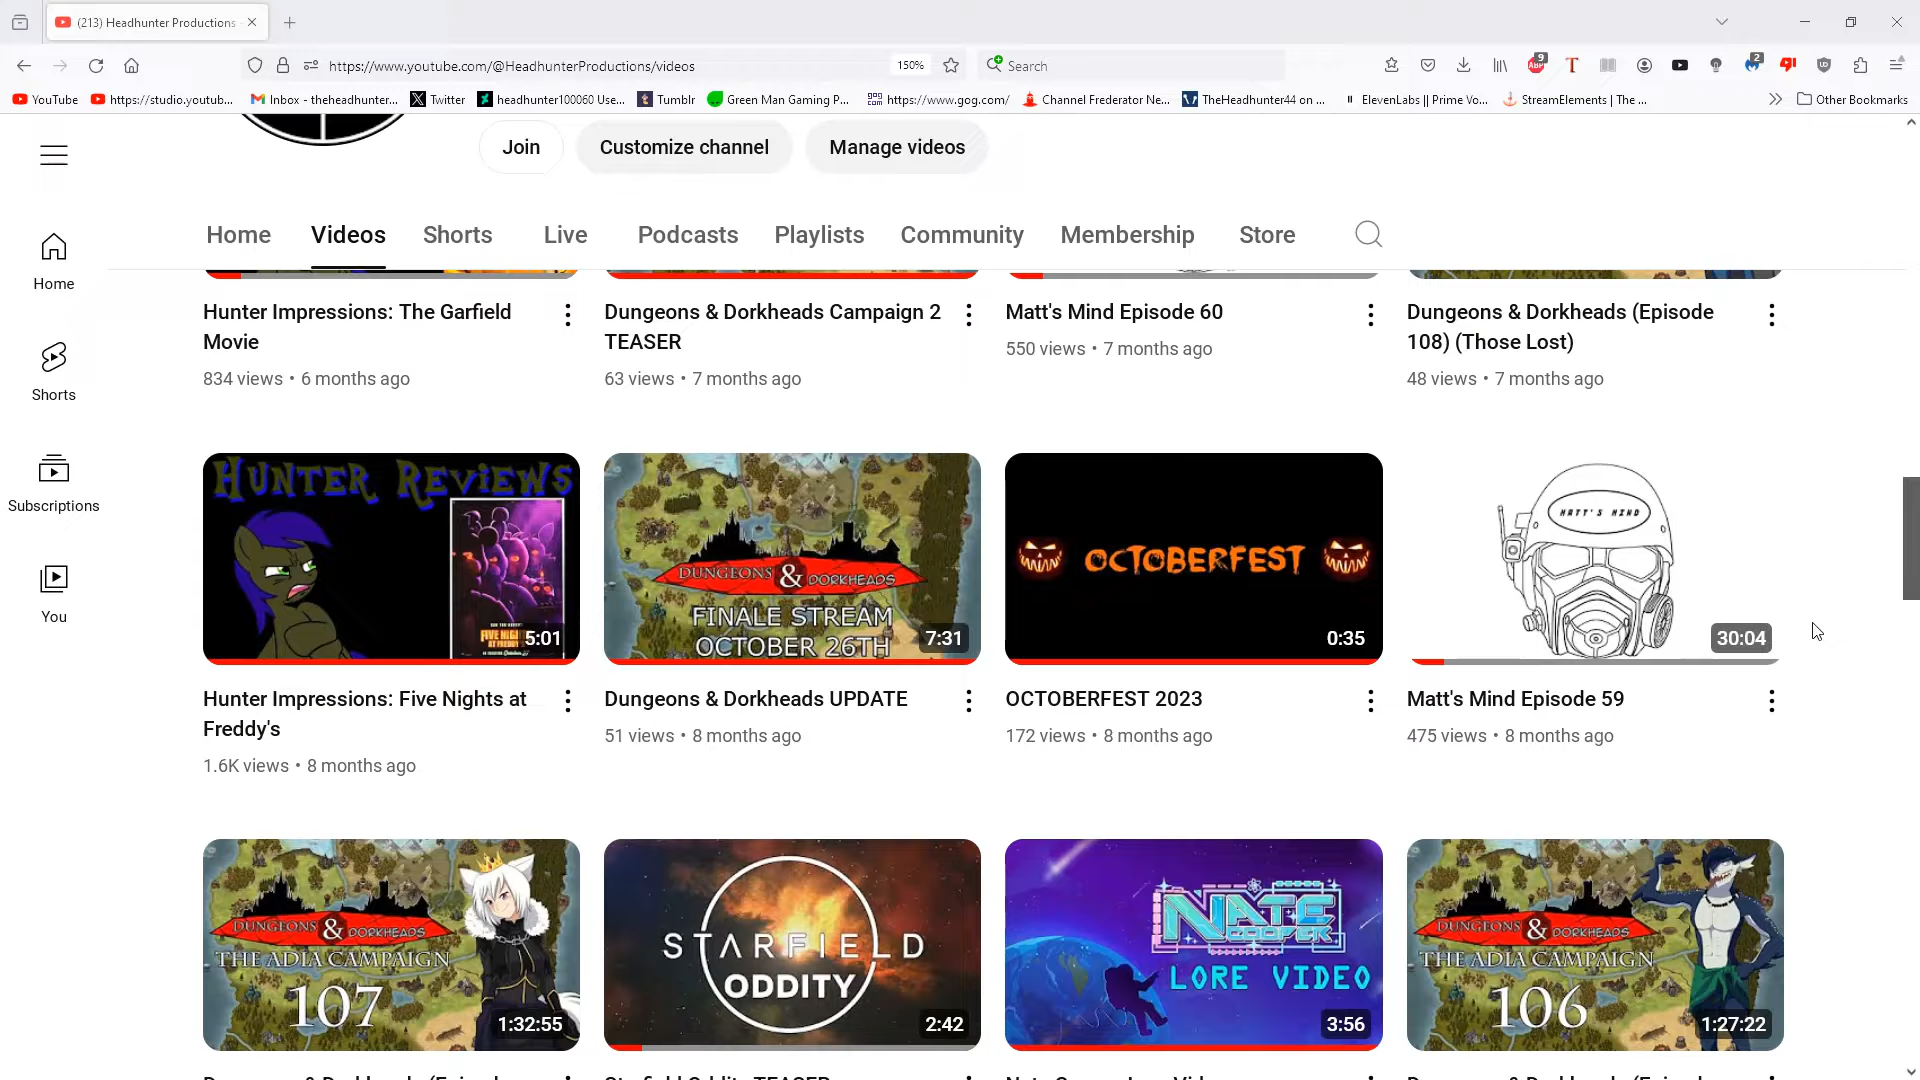 (213) Headhunter Productions
https://www.youtube.com/@HeadhunterProductions/videos
150%
Search
9
2
YouTube
https://studio.youtub...
Inbox - theheadhunter...
Twitter
headhunter100060 Use...
Tumblr
Green Man Gaming P...
https://www.gog.com/
Channel Frederator Ne...
TheHeadhunter44 on ...
ElevenLabs || Prime Vo...
StreamElements | The ...
Other Bookmarks
Join
Customize channel
Manage videos
Home
Videos
Shorts
Live
Podcasts
Playlists
Community
Membership
Store
Home
Shorts
Subscriptions
You
Hunter Impressions: The Garfield
Movie
834 views • 6 months ago
Dungeons & Dorkheads Campaign 2
TEASER
63 views • 7 months ago
Matt's Mind Episode 60
550 views • 7 months ago
Dungeons & Dorkheads (Episode
108) (Those Lost)
48 views • 7 months ago
HUNTER REVIEWS
5:01
DUNGEONS & DORKHEADS
FINALE STREAM
OCTOBER 26TH
7:31
OCTOBERFEST
0:35
MATT'S MIND
30:04
Hunter Impressions: Five Nights at
Freddy's
1.6K views • 8 months ago
Dungeons & Dorkheads UPDATE
51 views • 8 months ago
OCTOBERFEST 2023
172 views • 8 months ago
Matt's Mind Episode 59
475 views • 8 months ago
DUNGEONS & DORKHEADS
THE ADIA CAMPAIGN
107
1:32:55
STARFIELD
ODDITY
2:42
NATE
COOPER
LORE VIDEO
3:56
DUNGEONS & DORKHEADS
THE ADIA CAMPAIGN
106
1:27:22